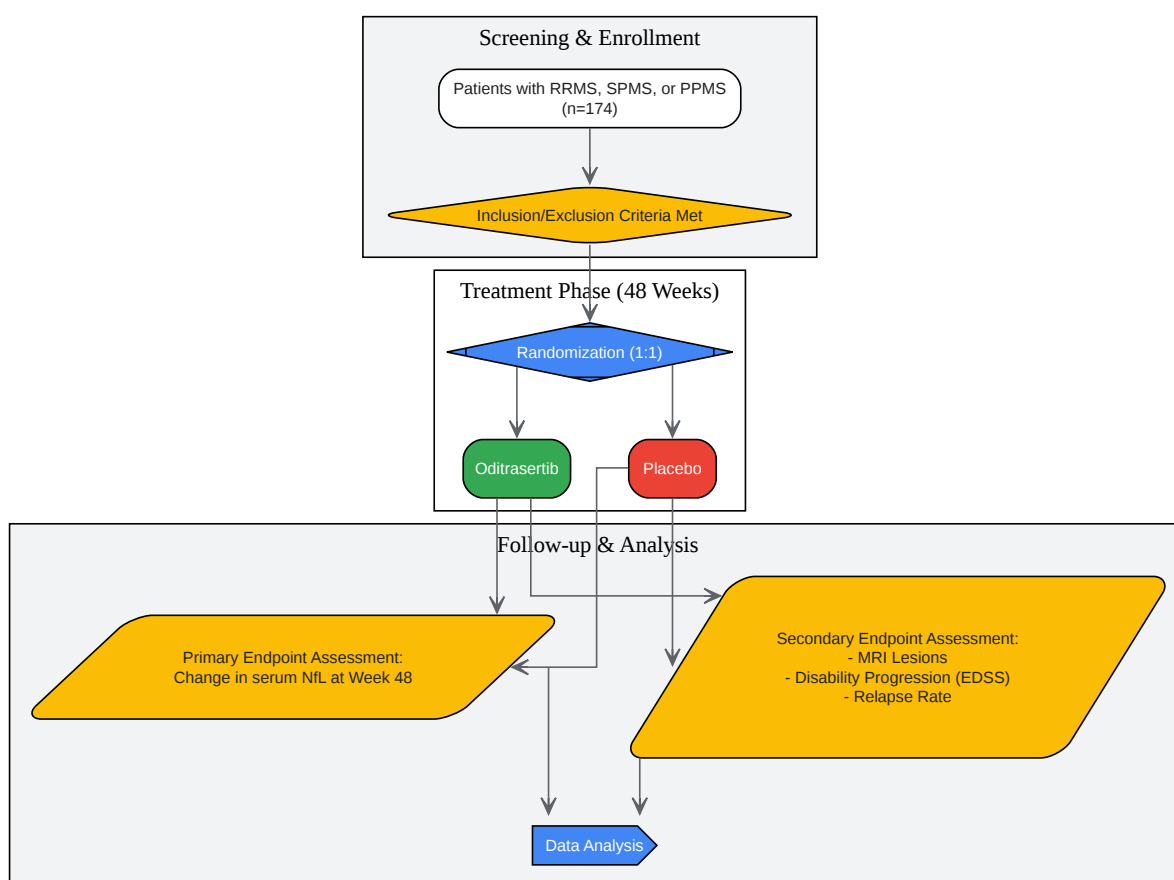 Screening & Enrollment
Patients with RRMS, SPMS, or PPMS
(n=174)
Inclusion/Exclusion Criteria Met
Treatment Phase (48 Weeks)
Randomization (1:1)
Oditrasertib
Placebo
Follow-up & Analysis
Primary Endpoint Assessment:
Change in serum NfL at Week 48
Secondary Endpoint Assessment:
- MRI Lesions
- Disability Progression (EDSS)
- Relapse Rate
Data Analysis